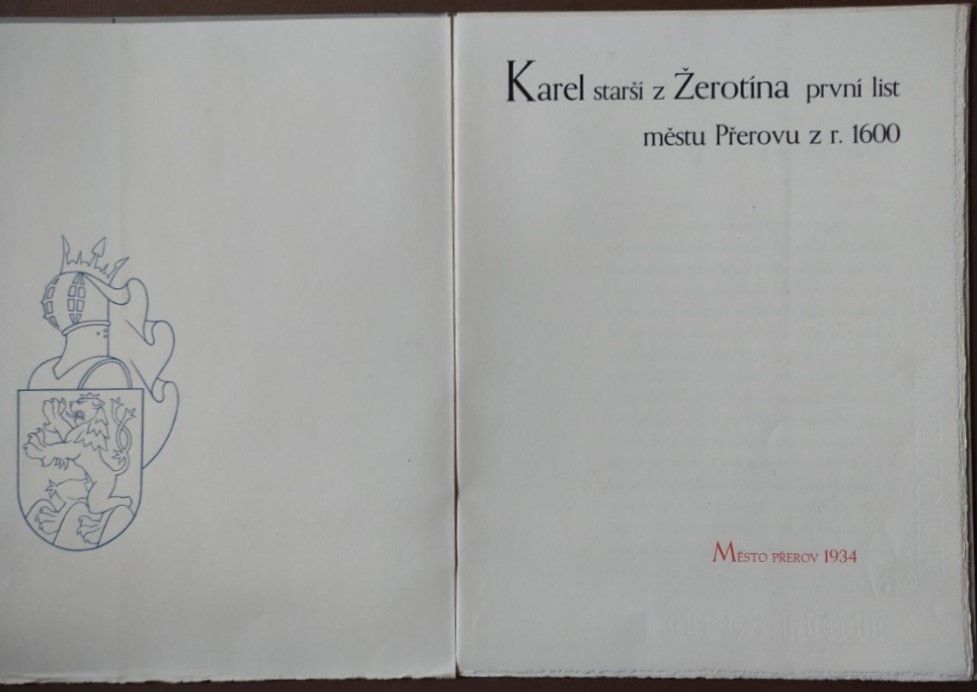 Karel starší z Žerotína první list
městu Přerovu z r. 1600
Město Přerov 1934